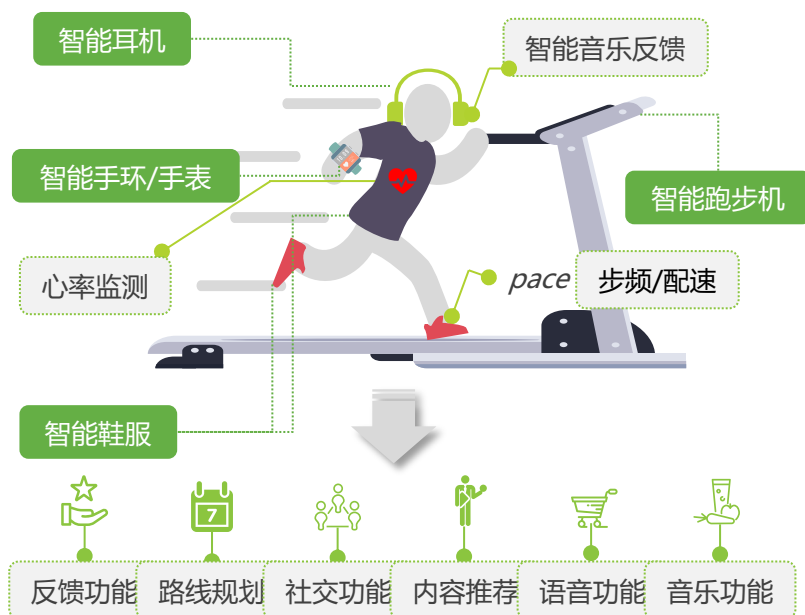 智能耳机
智能音乐反馈
智能手环/手表
智能跑步机
心率监测
pace 步频/配速
智能鞋服
7
反馈功能 路线规划 社交功能 内容推荐 语音功能 音乐功能